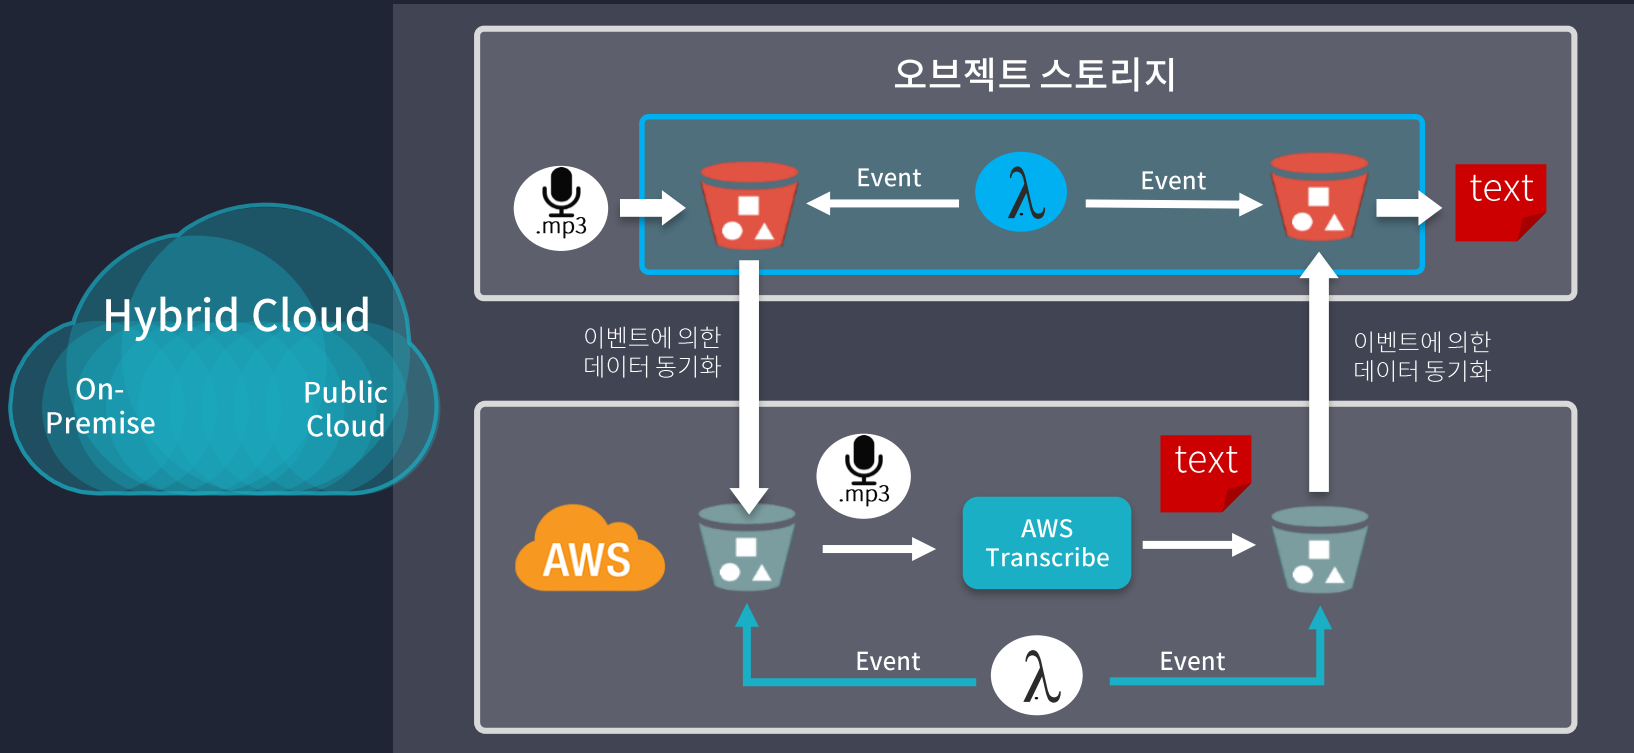 오브젝트 스토리지
.mp3
Event
λ
Event
text
Hybrid Cloud
On-
Premise
Public
Cloud
이벤트에 의한
데이터 동기화
이벤트에 의한
데이터 동기화
AWS
.mp3
AWS
Transcribe
text
Event
λ
Event